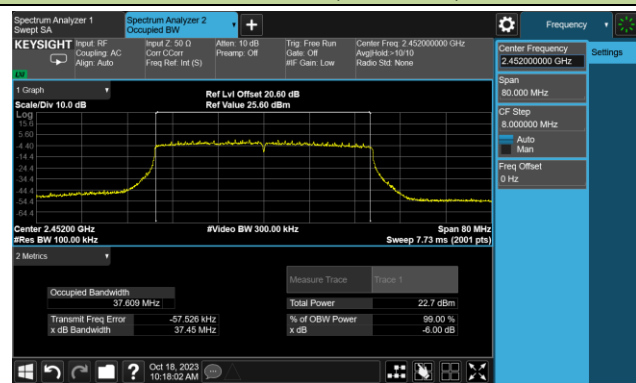 Spectrum Analyzer 1
Swept SA
Spectrum Analyzer 2
Occupied BW
Frequency
KEYSIGHT
Input: RF
Coupling: AC
Align: Auto
Input Z: 50 Ω
Corr CCorr
Freq Ref: Int (S)
Atten: 10 dB
Preamp: Off
Trig: Free Run
Gate: Off
#IF Gain: Low
Center Freq: 2.452000000 GHz
Avg|Hold:>10/10
Radio Std: None
Center Frequency
2.452000000 GHz
Settings
Span
80.000 MHz
CF Step
8.000000 MHz
Auto
Man
Freq Offset
0 Hz
1 Graph
Scale/Div 10.0 dB
Ref Lvl Offset 20.60 dB
Ref Value 25.60 dBm
Log
15.6
5.60
-4.40
-14.4
-24.4
-34.4
-44.4
-54.4
-64.4
Center 2.45200 GHz
#Res BW 100.00 kHz
#Video BW 300.00 kHz
Span 80 MHz
Sweep 7.73 ms (2001 pts)
2 Metrics
Measure Trace
Trace 1
Occupied Bandwidth
37.609 MHz
Total Power
22.7 dBm
Transmit Freq Error
-57.526 kHz
% of OBW Power
99.00 %
x dB Bandwidth
37.45 MHz
x dB
-6.00 dB
?
Oct 18, 2023
10:18:02 AM